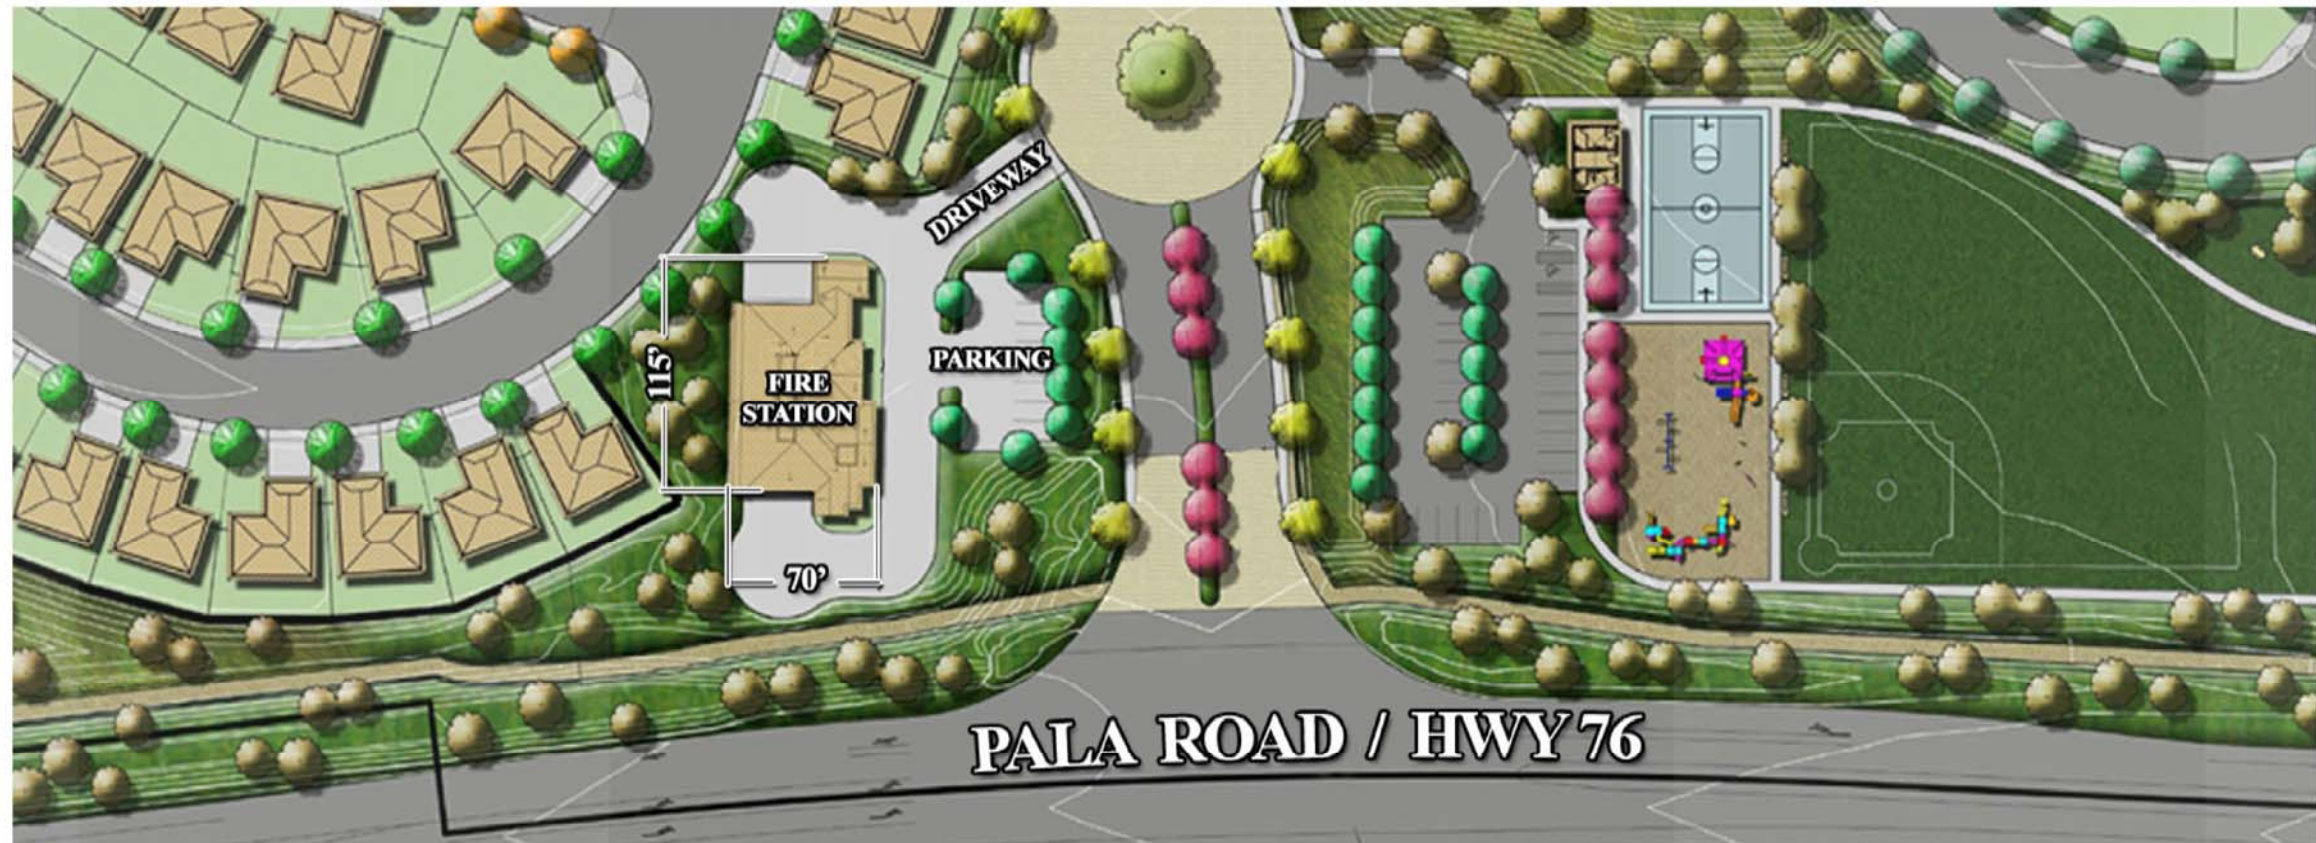 DRIVEWAY
PARKING
115'
FIRE
STATION
70'
PALA ROAD / HWY 76